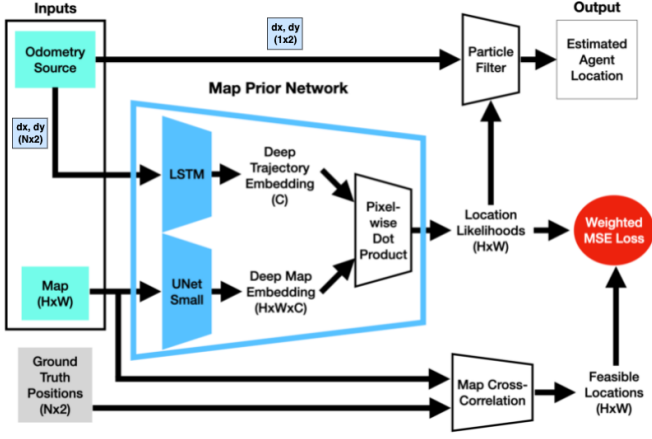 Inputs
Output
Odometry
Source
dx, dy
(1x2)
Particle
Filter
Estimated
Agent
Location
Map Prior Network
dx, dy
(Nx2)
LSTM
Deep
Trajectory
Embedding
(C)
Pixel-
wise Dot
Product
Location
Likelihoods
(HxW)
Weighted
MSE Loss
Map
(HxW)
UNet
Small
Deep Map
Embedding
(HxWxC)
Ground
Truth
Positions
(Nx2)
Map Cross-
Correlation
Feasible
Locations
(HxW)